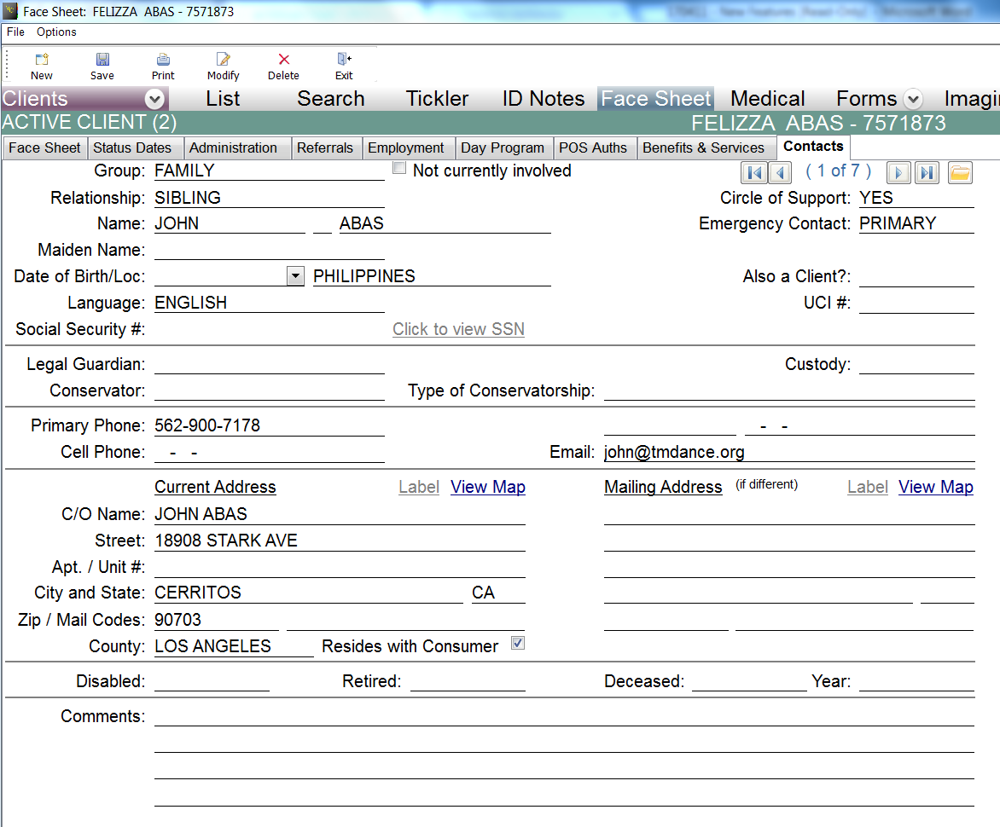 Face Sheet: FELIZZA ABAS - 7571873
File Options
New Save Print Modify Delete Exit
Clients List Search Tickler ID Notes Face Sheet Medical Forms Imagi
ACTIVE CLIENT (2) FELIZZA ABAS - 7571873
Face Sheet Status Dates Administration Referrals Employment Day Program POS Auths Benefits & Services Contacts
Group: FAMILY Not currently involved ( 1 of 7 )
Relationship: SIBLING Circle of Support: YES
Name: JOHN ABAS Emergency Contact: PRIMARY
Maiden Name:
Date of Birth/Loc: PHILIPPINES Also a Client?:
Language: ENGLISH UCI #:
Social Security #: Click to view SSN
Legal Guardian: Custody:
Conservator: Type of Conservatorship:
Primary Phone: 562-900-7178 - -
Cell Phone: - - Email: john@tmdance.org
Current Address Label View Map Mailing Address (if different) Label View Map
C/O Name: JOHN ABAS
Street: 18908 STARK AVE
Apt. / Unit #:
City and State: CERRITOS CA
Zip / Mail Codes: 90703
County: LOS ANGELES Resides with Consumer
Disabled: Retired: Deceased: Year:
Comments: